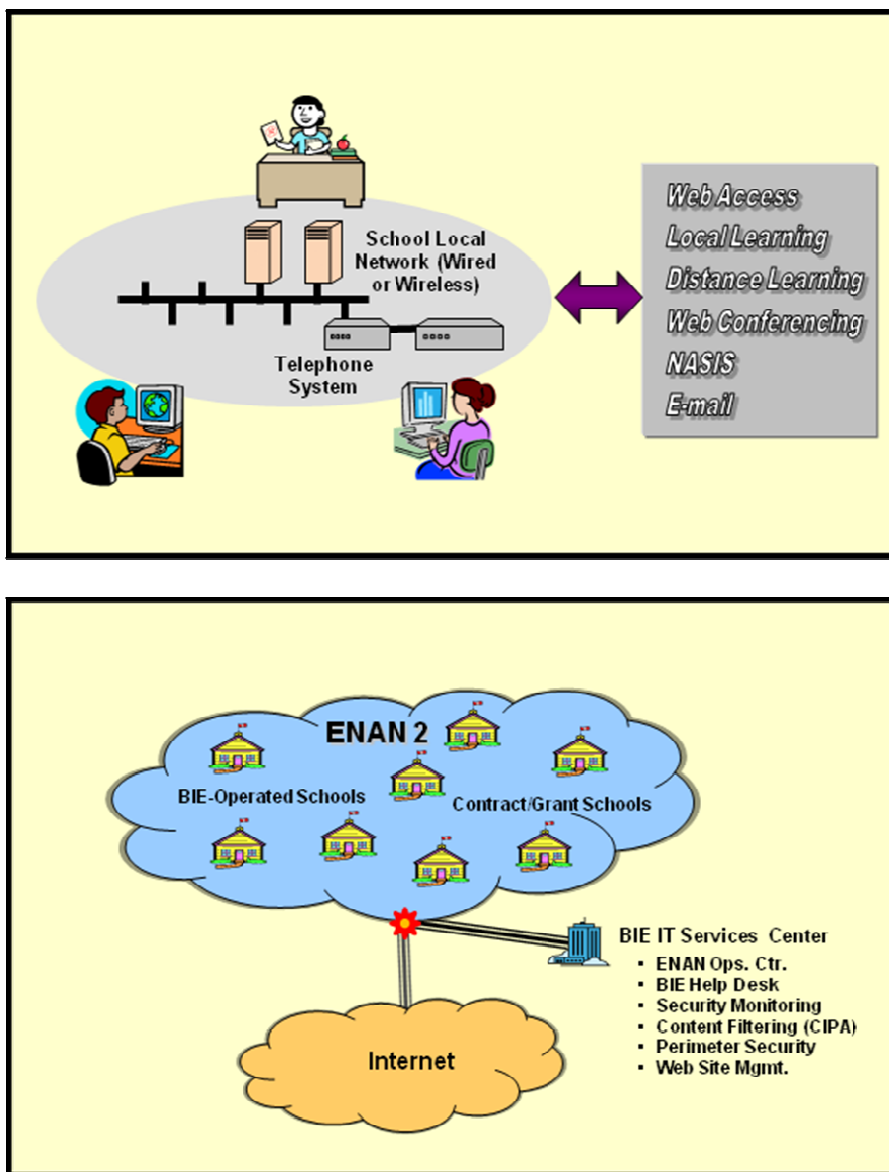 School Local
Network (Wired
or Wireless)
Telephone
System
Web Access
Local Learning
Distance Learning
Web Conferencing
NASIS
E-mail
ENAN 2
BIE-Operated Schools
Contract/Grant Schools
BIE IT Services Center
▪ ENAN Ops. Ctr.
▪ BIE Help Desk
▪ Security Monitoring
▪ Content Filtering (CIPA)
▪ Perimeter Security
▪ Web Site Mgmt.
Internet